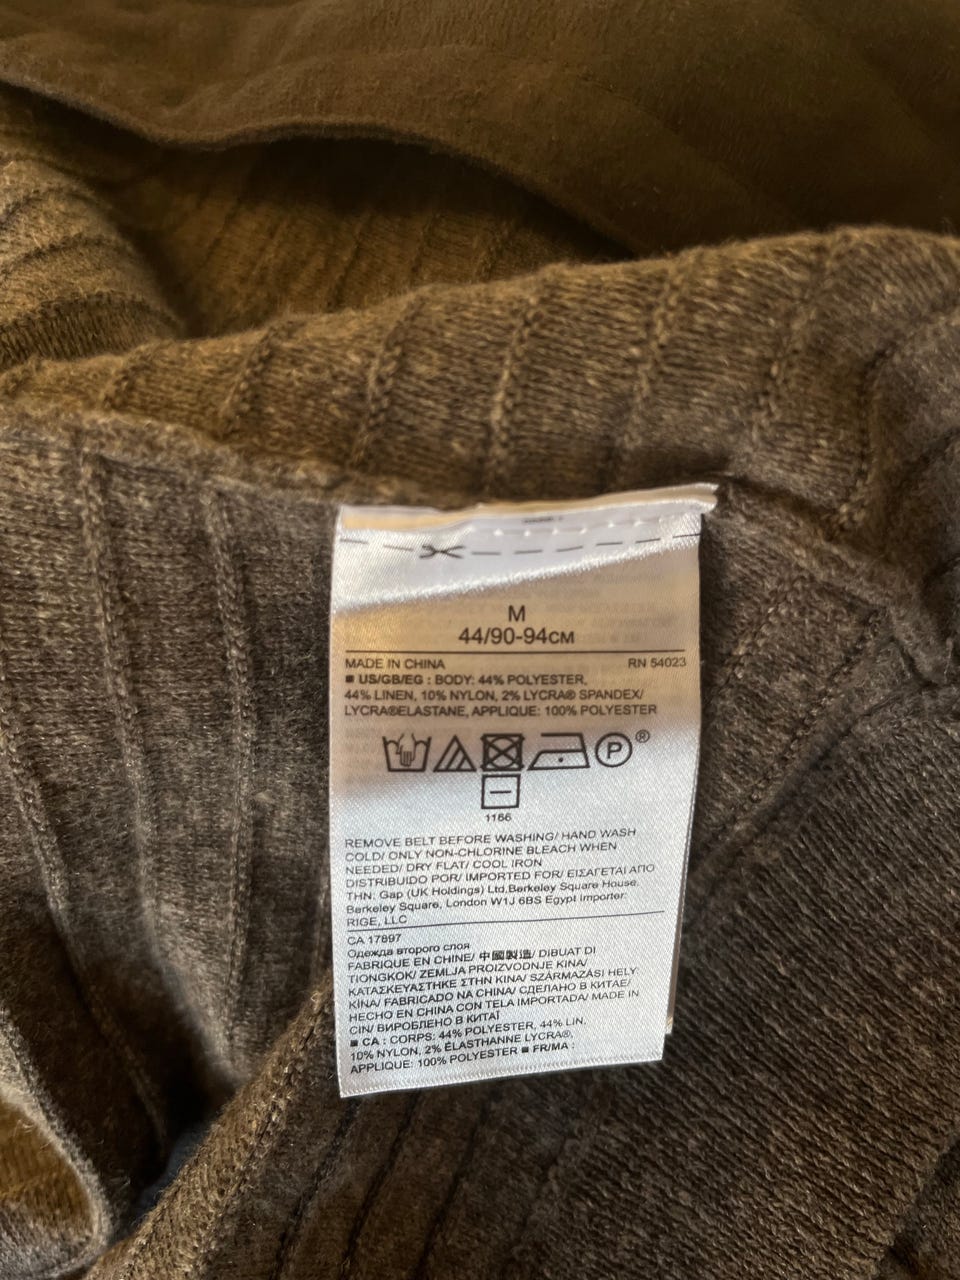 M
44/90-94CM
MADE IN CHINA RN 54023
■ US/GB/EG : BODY: 44% POLYESTER,
44% LINEN, 10% NYLON, 2% LYCRA® SPANDEX/
LYCRA®ELASTANE, APPLIQUE: 100% POLYESTER
P ®
1166
REMOVE BELT BEFORE WASHING/ HAND WASH
COLD/ ONLY NON-CHLORINE BLEACH WHEN
NEEDED/ DRY FLAT/ COOL IRON
DISTRIBUIDO POR/ IMPORTED FOR/ ΕΙΣΑΓΕΤΑΙ ΑΠΟ
ΤΗΝ: Gap (UK Holdings) Ltd,Berkeley Square House,
Berkeley Square, London W1J 6BS Egypt Importer:
RIGE, LLC
CA 17897
Одежда второго слоя
FABRIQUE EN CHINE/ 中國製造/ DIBUAT DI
TIONGKOK/ ZEMLJA PROIZVODNJE KINA/
ΚΑΤΑΣΚΕΥΑΣΤΗΚΕ ΣΤΗΝ ΚΙΝΑ/ SZÁRMAZÁSI HELY
KÍNA/ FABRICADO NA CHINA/ СДЕЛАНО В КИТАЕ/
HECHO EN CHINA CON TELA IMPORTADA/ MADE IN
CIN/ ВИРОБЛЕНО В КИТАЇ
■ CA : CORPS: 44% POLYESTER, 44% LIN,
10% NYLON, 2% ÉLASTHANNE LYCRA®,
APPLIQUE: 100% POLYESTER ■ FR/MA :